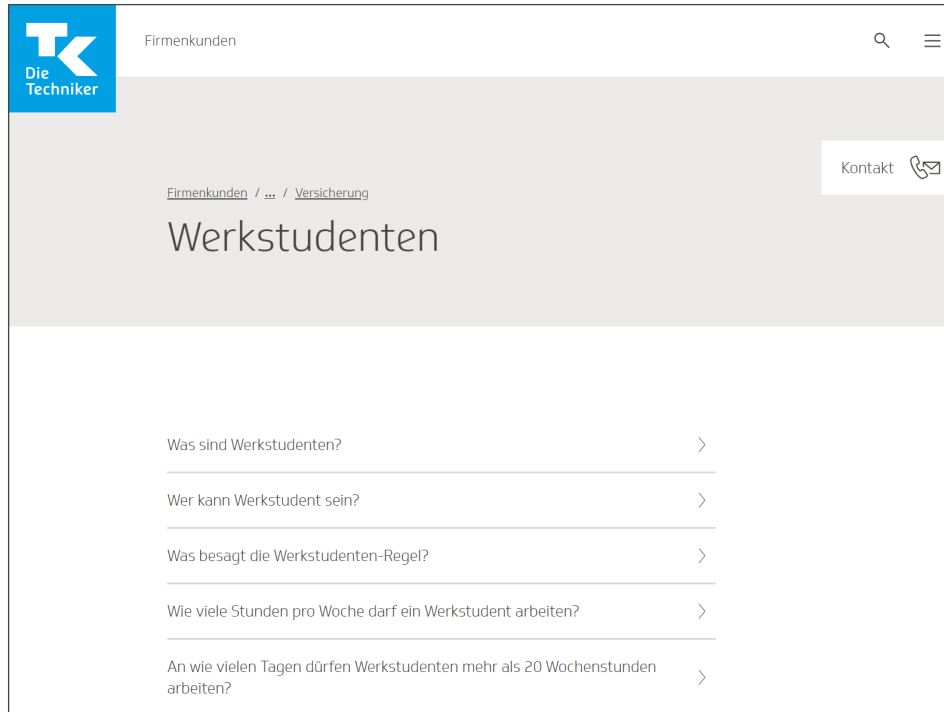 TK
Die
Techniker
Firmenkunden
Kontakt
Firmenkunden / ... / Versicherung
Werkstudenten
Was sind Werkstudenten?
Wer kann Werkstudent sein?
Was besagt die Werkstudenten-Regel?
Wie viele Stunden pro Woche darf ein Werkstudent arbeiten?
An wie vielen Tagen dürfen Werkstudenten mehr als 20 Wochenstunden
arbeiten?